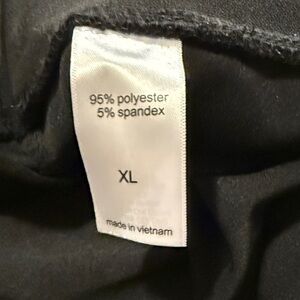 95% polyester
5% spandex
XL
made in vietnam